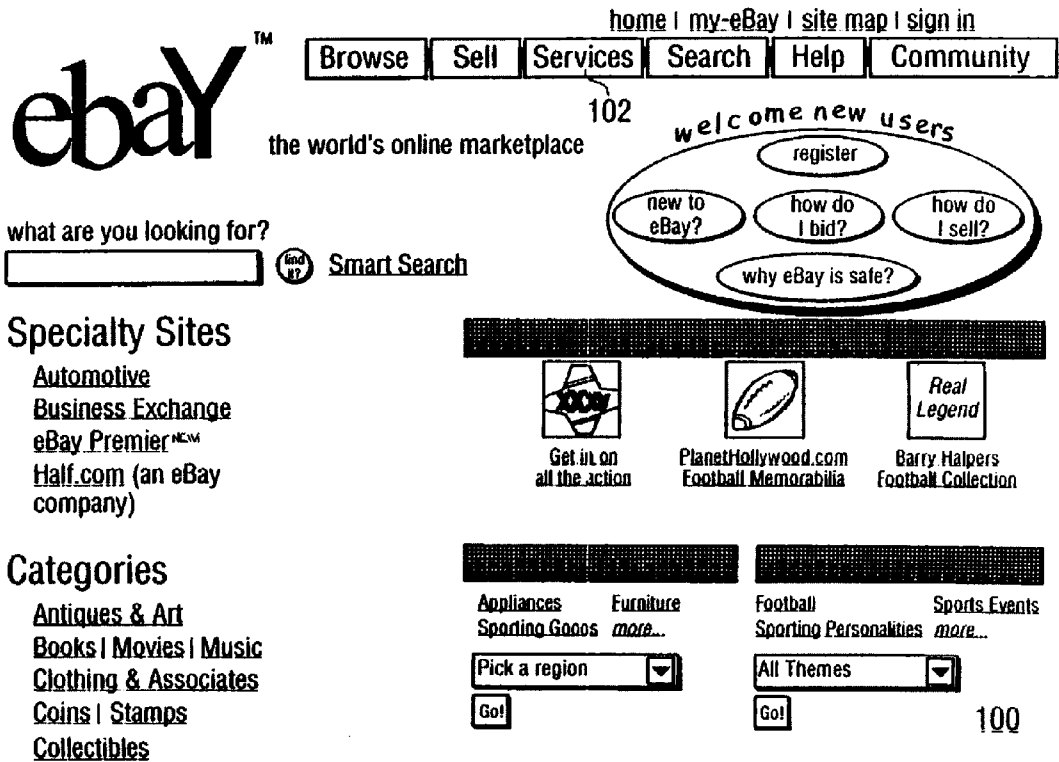 home | my-eBay | site map | sign in
ebaY™
Browse Sell Services Search Help Community
102
the world's online marketplace
welcome new users
register
new to eBay?
how do I bid?
how do I sell?
why eBay is safe?
what are you looking for?
find it?
Smart Search
Specialty Sites
Automotive
Business Exchange
eBay Premier NEW!
Half.com (an eBay
company)
Get in on
all the action
PlanetHollywood.com
Football Memorabilia
Real
Legend
Barry Halpers
Football Collection
Categories
Antiques & Art
Books | Movies | Music
Clothing & Associates
Coins | Stamps
Collectibles
Appliances Furniture
Sporting Goods more...
Pick a region
Go!
Football Sports Events
Sporting Personalities more...
All Themes
Go!
100